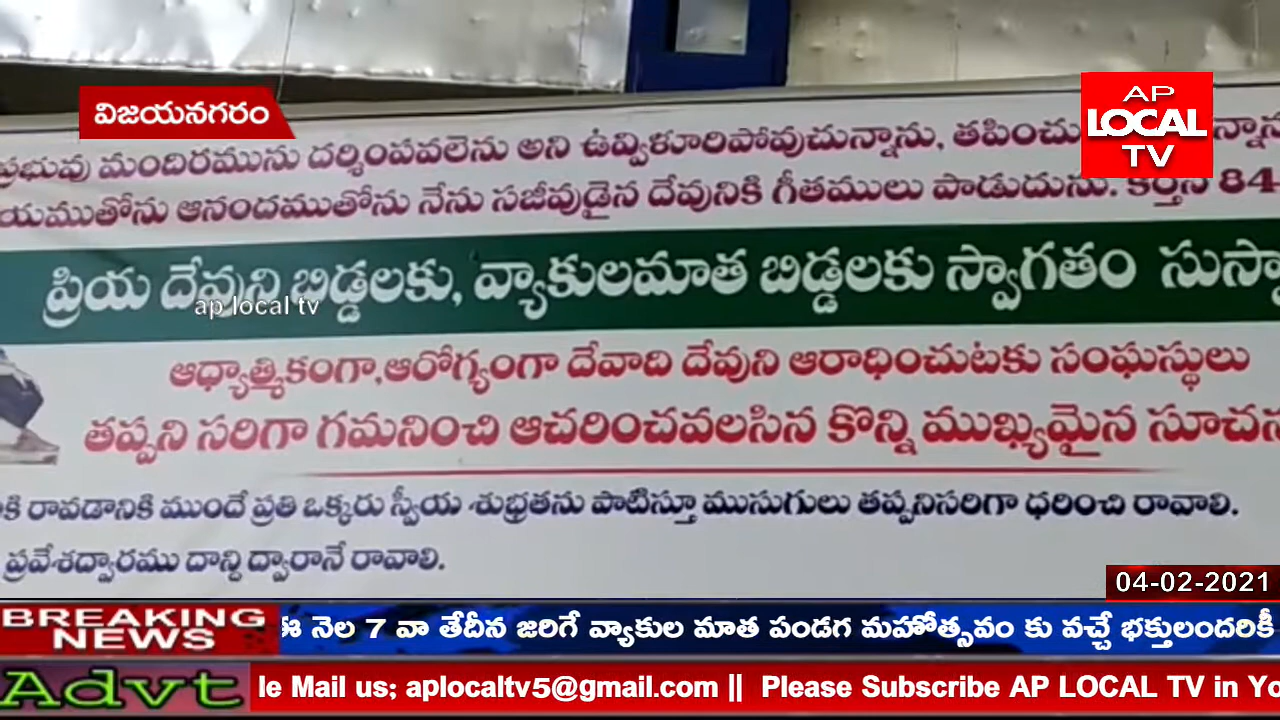 విజయనగరం
AP
LOCAL
TV
ప్రభువు మందిరమును దర్శింపవలెను అని ఉవ్విళూరిపోవుచున్నాను, తపించు
యముతోను ఆనందముతోను నేను సజీవుడైన దేవునికి గీతములు పాడుదును. కీర్తన 84-
ప్రియ దేవుని బిడ్డలకు, వ్యాకులమాత బిడ్డలకు స్వాగతం
ap local tv
ఆధ్యాత్మికంగా,ఆరోగ్యంగా దేవాది దేవుని ఆరాధించుటకు సంఘస్థులు
తప్పని సరిగా గమనించి ఆచరించవలసిన కొన్ని ముఖ్యమైన సూచన
కి రావడానికి ముందే ప్రతి ఒక్కరు స్వీయ శుభ్రతను పాటిస్తూ ముసుగులు తప్పనిసరిగా ధరించి రావాలి.
ప్రవేశద్వారము దాని ద్వారానే రావాలి.
04-02-2021
BREAKING
NEWS
ఈ నెల 7 వా తేదీన జరిగే వ్యాకుల మాత పండగ మహోత్సవం కు వచ్చే భక్తులందరికీ
Advt
le Mail us; aplocaltv5@gmail.com || Please Subscribe AP LOCAL TV in Yo